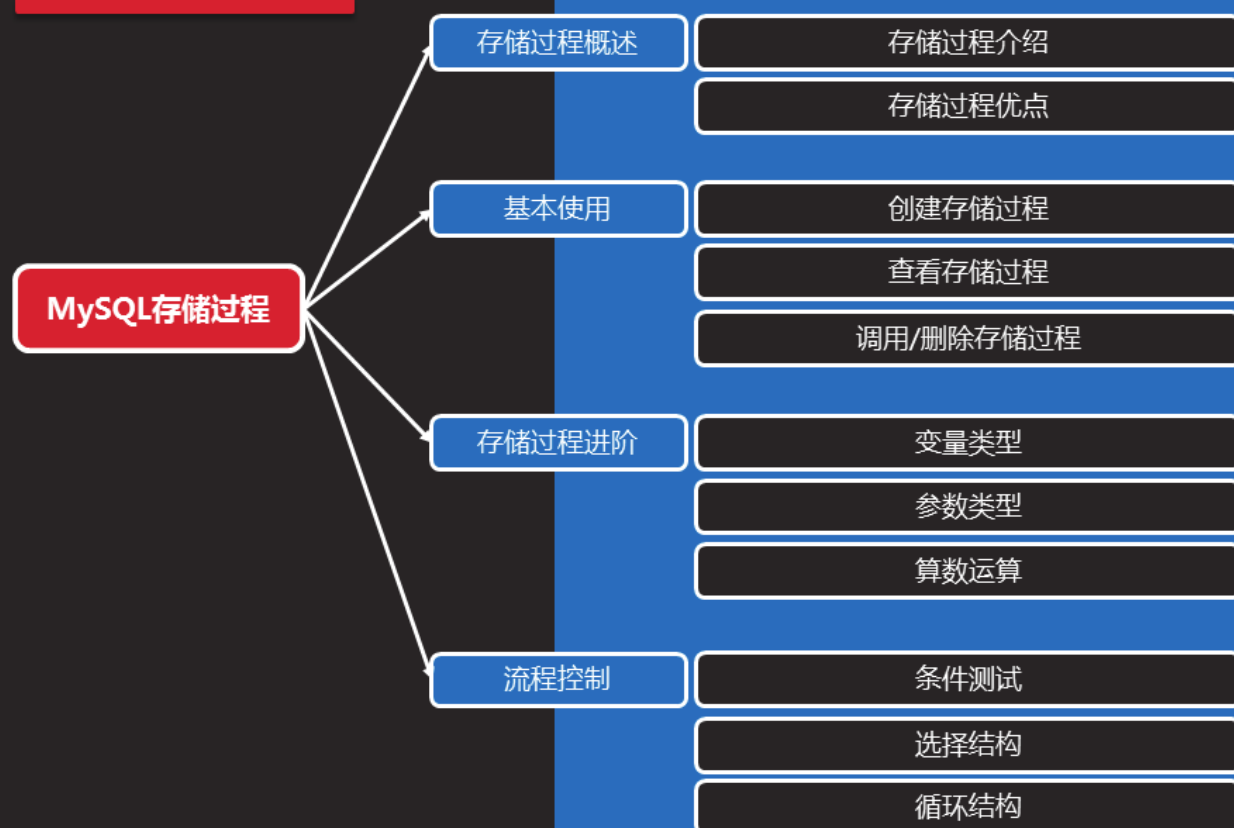 MySQL存储过程
存储过程概述
存储过程介绍
存储过程优点
基本使用
创建存储过程
查看存储过程
调用/删除存储过程
存储过程进阶
变量类型
参数类型
算数运算
流程控制
条件测试
选择结构
循环结构